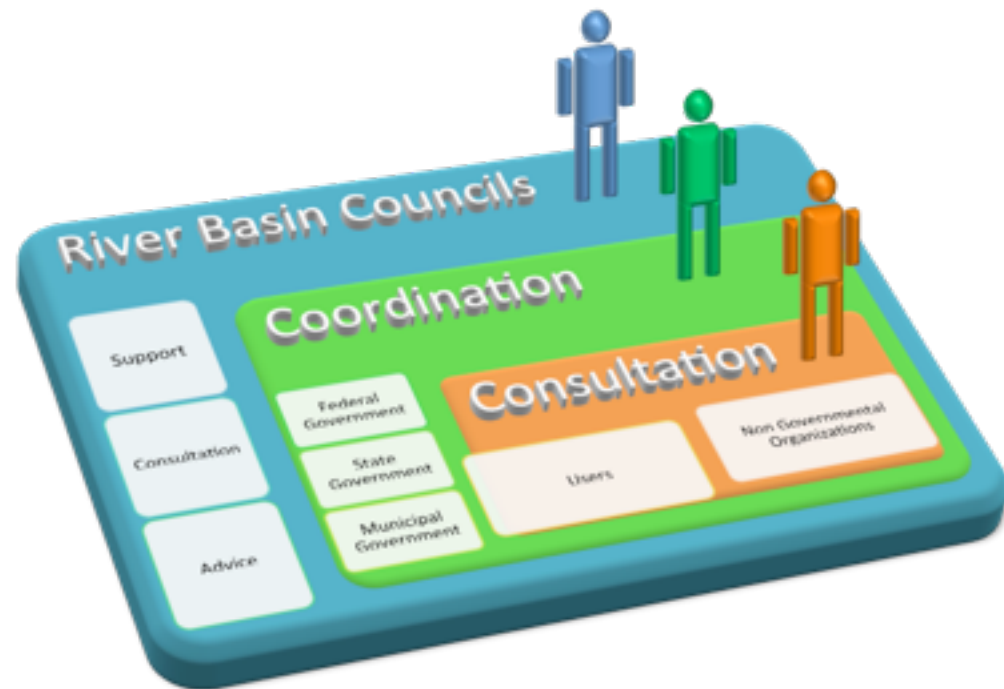 River Basin Councils
Support
Consultation
Advice
Coordination
Federal
Government
State
Government
Municipal
Government
Consultation
Users
Non Governmental
Organizations